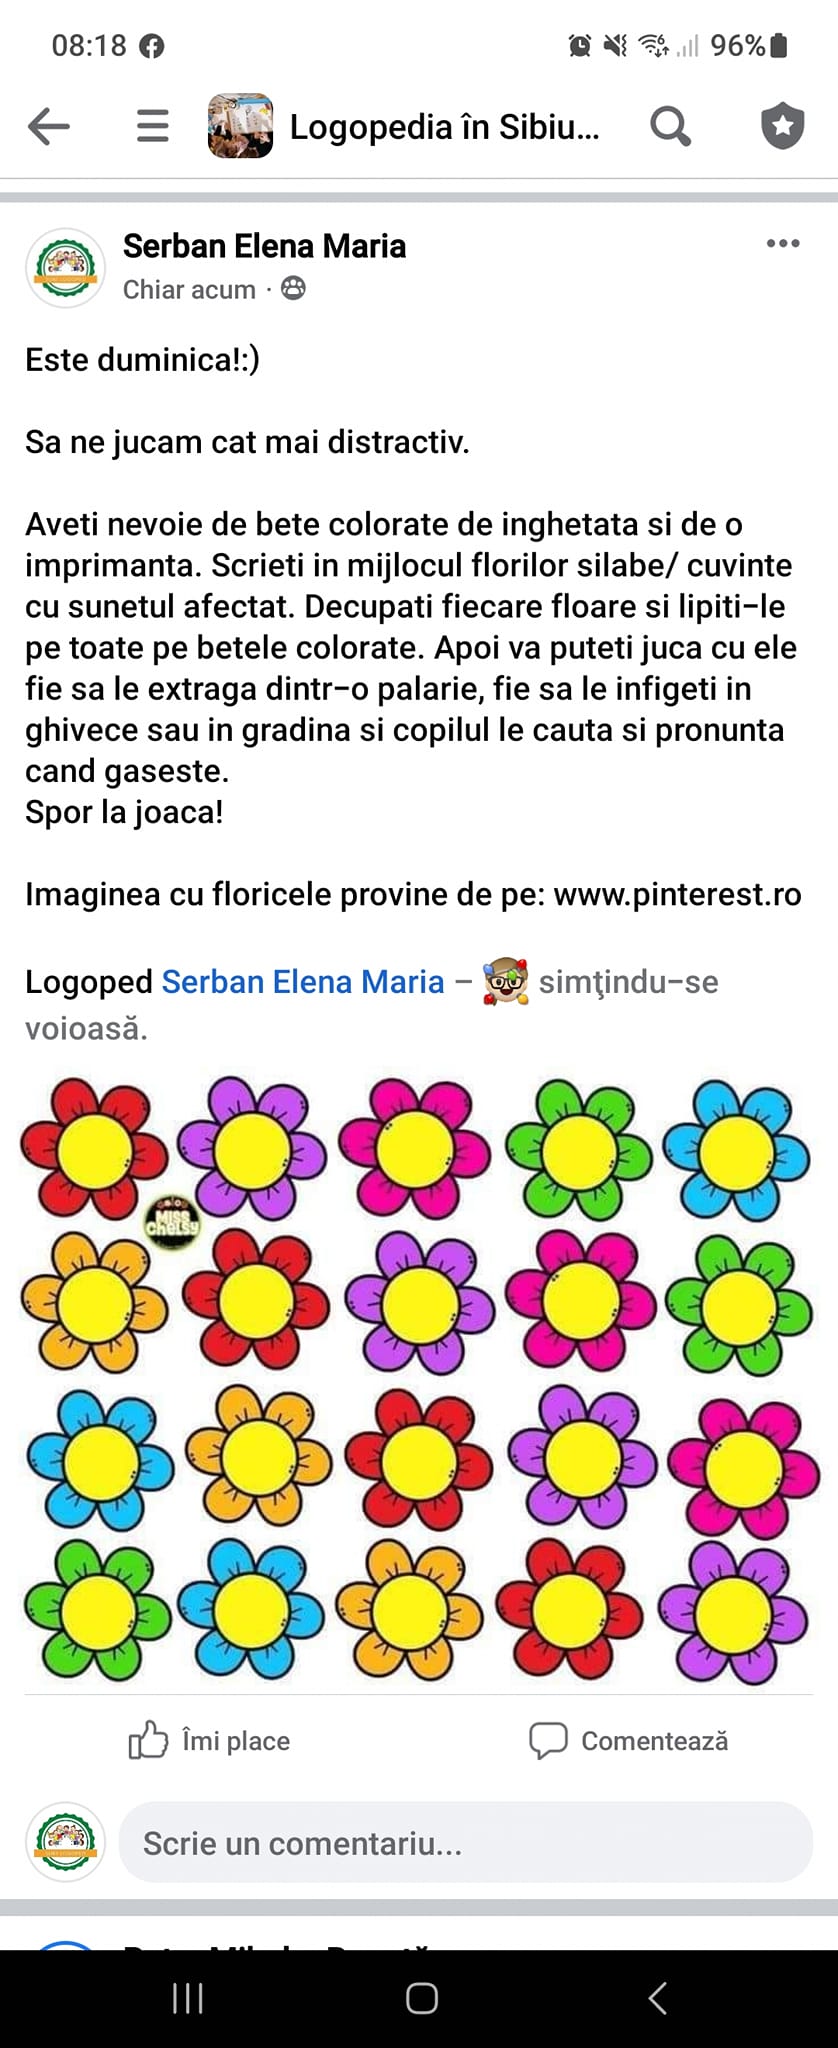 08:18
96%
Logopedia în Sibiu...
Serban Elena Maria
Chiar acum ·
Este duminica!:)
Sa ne jucam cat mai distractiv.
Aveti nevoie de bete colorate de inghetata si de o
imprimanta. Scrieti in mijlocul florilor silabe/ cuvinte
cu sunetul afectat. Decupati fiecare floare si lipiti-le
pe toate pe betele colorate. Apoi va puteti juca cu ele
fie sa le extraga dintr-o palarie, fie sa le infigeti in
ghivece sau in gradina si copilul le cauta si pronunta
cand gaseste.
Spor la joaca!
Imaginea cu floricele provine de pe: www.pinterest.ro
Logoped Serban Elena Maria – simţindu-se
voioasă.
MISS
Chelsy
Îmi place
Comentează
Scrie un comentariu...